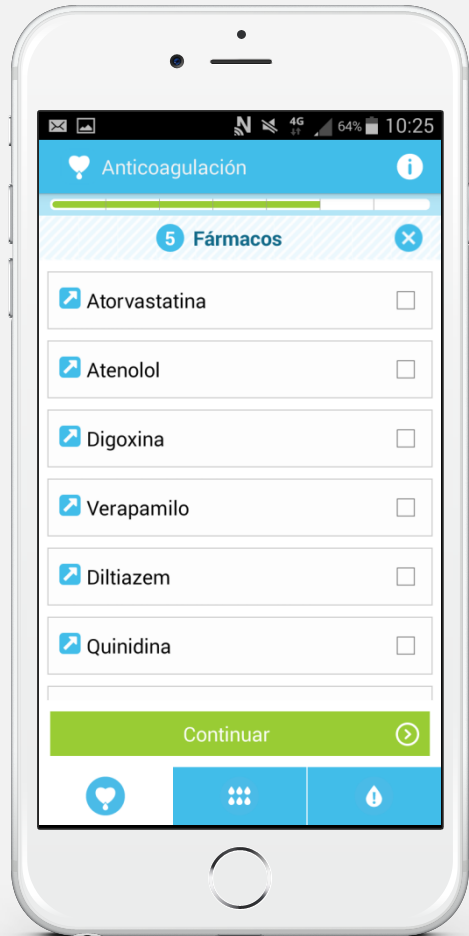 4G 64% 10:25
Anticoagulación i
5 Fármacos
Atorvastatina
Atenolol
Digoxina
Verapamilo
Diltiazem
Quinidina
Continuar